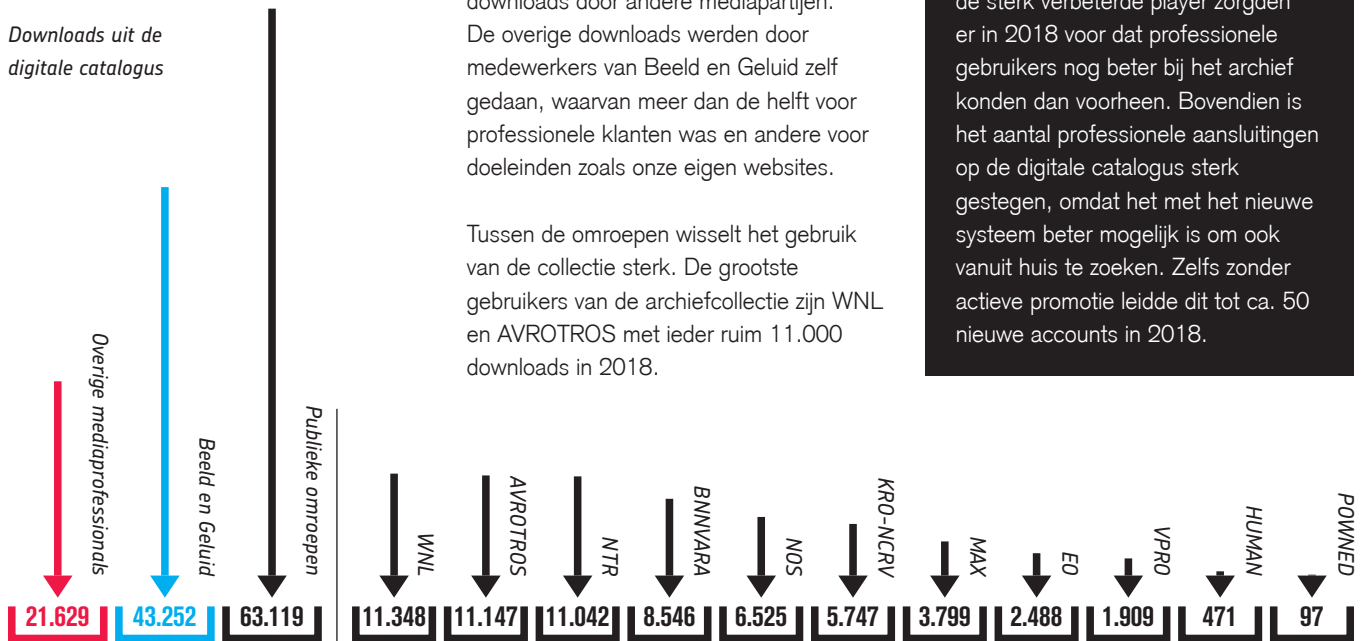 Downloads uit de
digitale catalogus
downloads door andere mediapartijen.
De overige downloads werden door
medewerkers van Beeld en Geluid zelf
gedaan, waarvan meer dan de helft voor
professionele klanten was en andere voor
doeleinden zoals onze eigen websites.
Tussen de omroepen wisselt het gebruik
van de collectie sterk. De grootste
gebruikers van de archiefcollectie zijn WNL
en AVROTROS met ieder ruim 11.000
downloads in 2018.
de sterk verbeterde player zorgden
er in 2018 voor dat professionele
gebruikers nog beter bij het archief
konden dan voorheen. Bovendien is
het aantal professionele aansluitingen
op de digitale catalogus sterk
gestegen, omdat het met het nieuwe
systeem beter mogelijk is om ook
vanuit huis te zoeken. Zelfs zonder
actieve promotie leidde dit tot ca. 50
nieuwe accounts in 2018.
Overige mediaprofessionals
21.629
Beeld en Geluid
43.252
Publieke omroepen
63.119
WNL
11.348
AVROTROS
11.147
NTR
11.042
BNNVARA
8.546
NOS
6.525
KRO-NCRV
5.747
MAX
3.799
EO
2.488
VPRO
1.909
HUMAN
471
POWNED
97